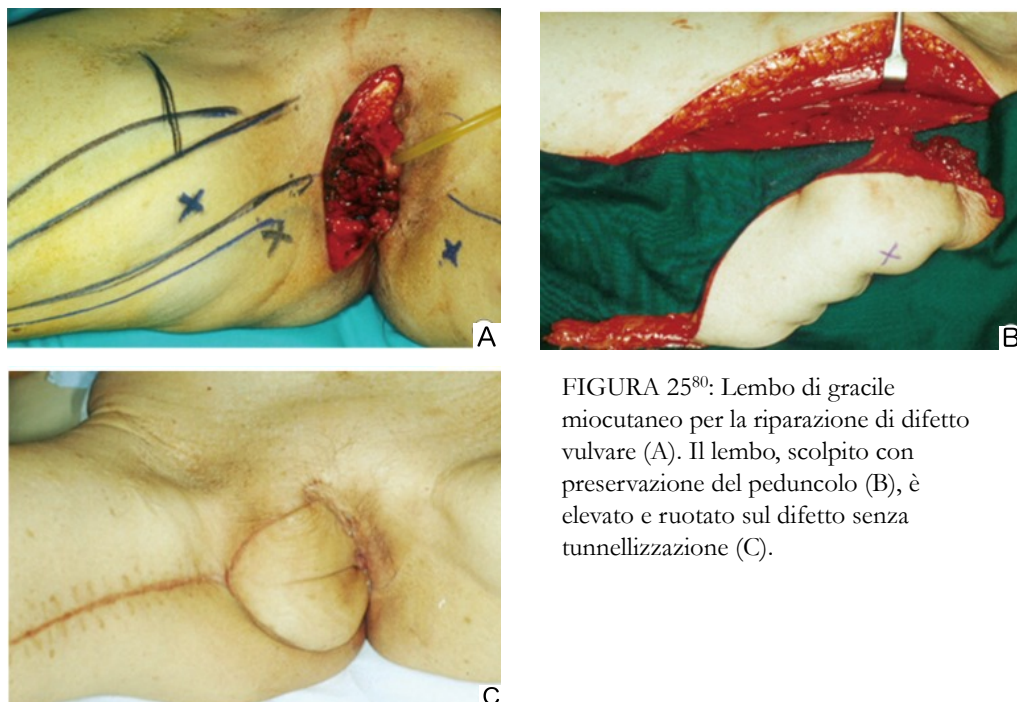 A
B
C
FIGURA 25⁸⁰: Lembo di gracile
miocutaneo per la riparazione di difetto
vulvare (A). Il lembo, scolpito con
preservazione del peduncolo (B), è
elevato e ruotato sul difetto senza
tunnellizzazione (C).